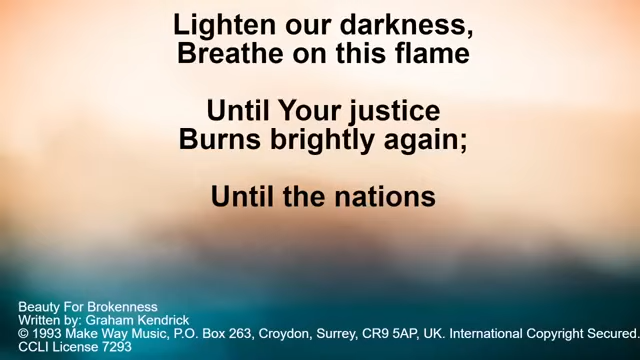 Lighten our darkness,
Breathe on this flame
Until Your justice
Burns brightly again;
Until the nations
Beauty For Brokenness
Written by: Graham Kendrick
© 1993 Make Way Music, P.O. Box 263, Croydon, Surrey, CR9 5AP, UK. International Copyright Secured.
CCLI License 7293